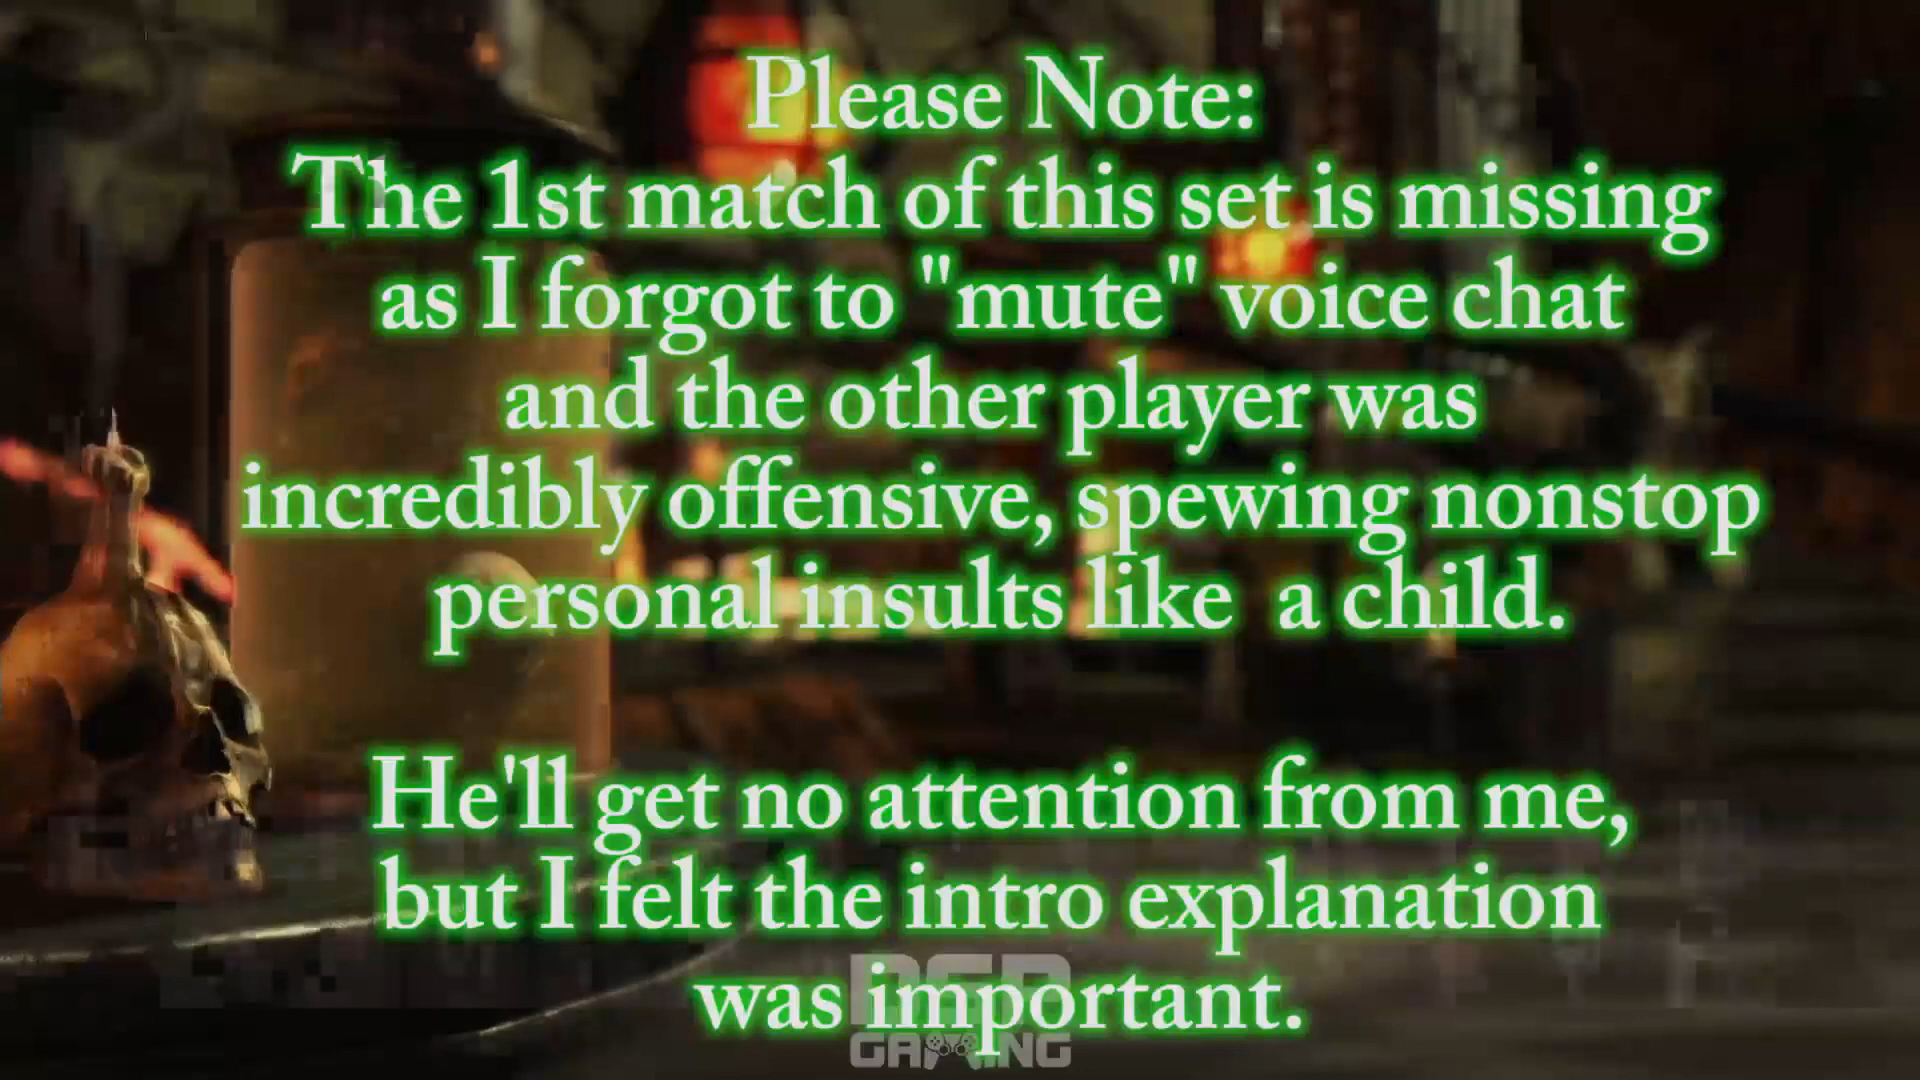 Please Note:
The 1st match of this set is missing
as I forgot to "mute" voice chat
and the other player was
incredibly offensive, spewing nonstop
personal insults like a child.
He'll get no attention from me,
but I felt the intro explanation
was important.
DSP
GAMING